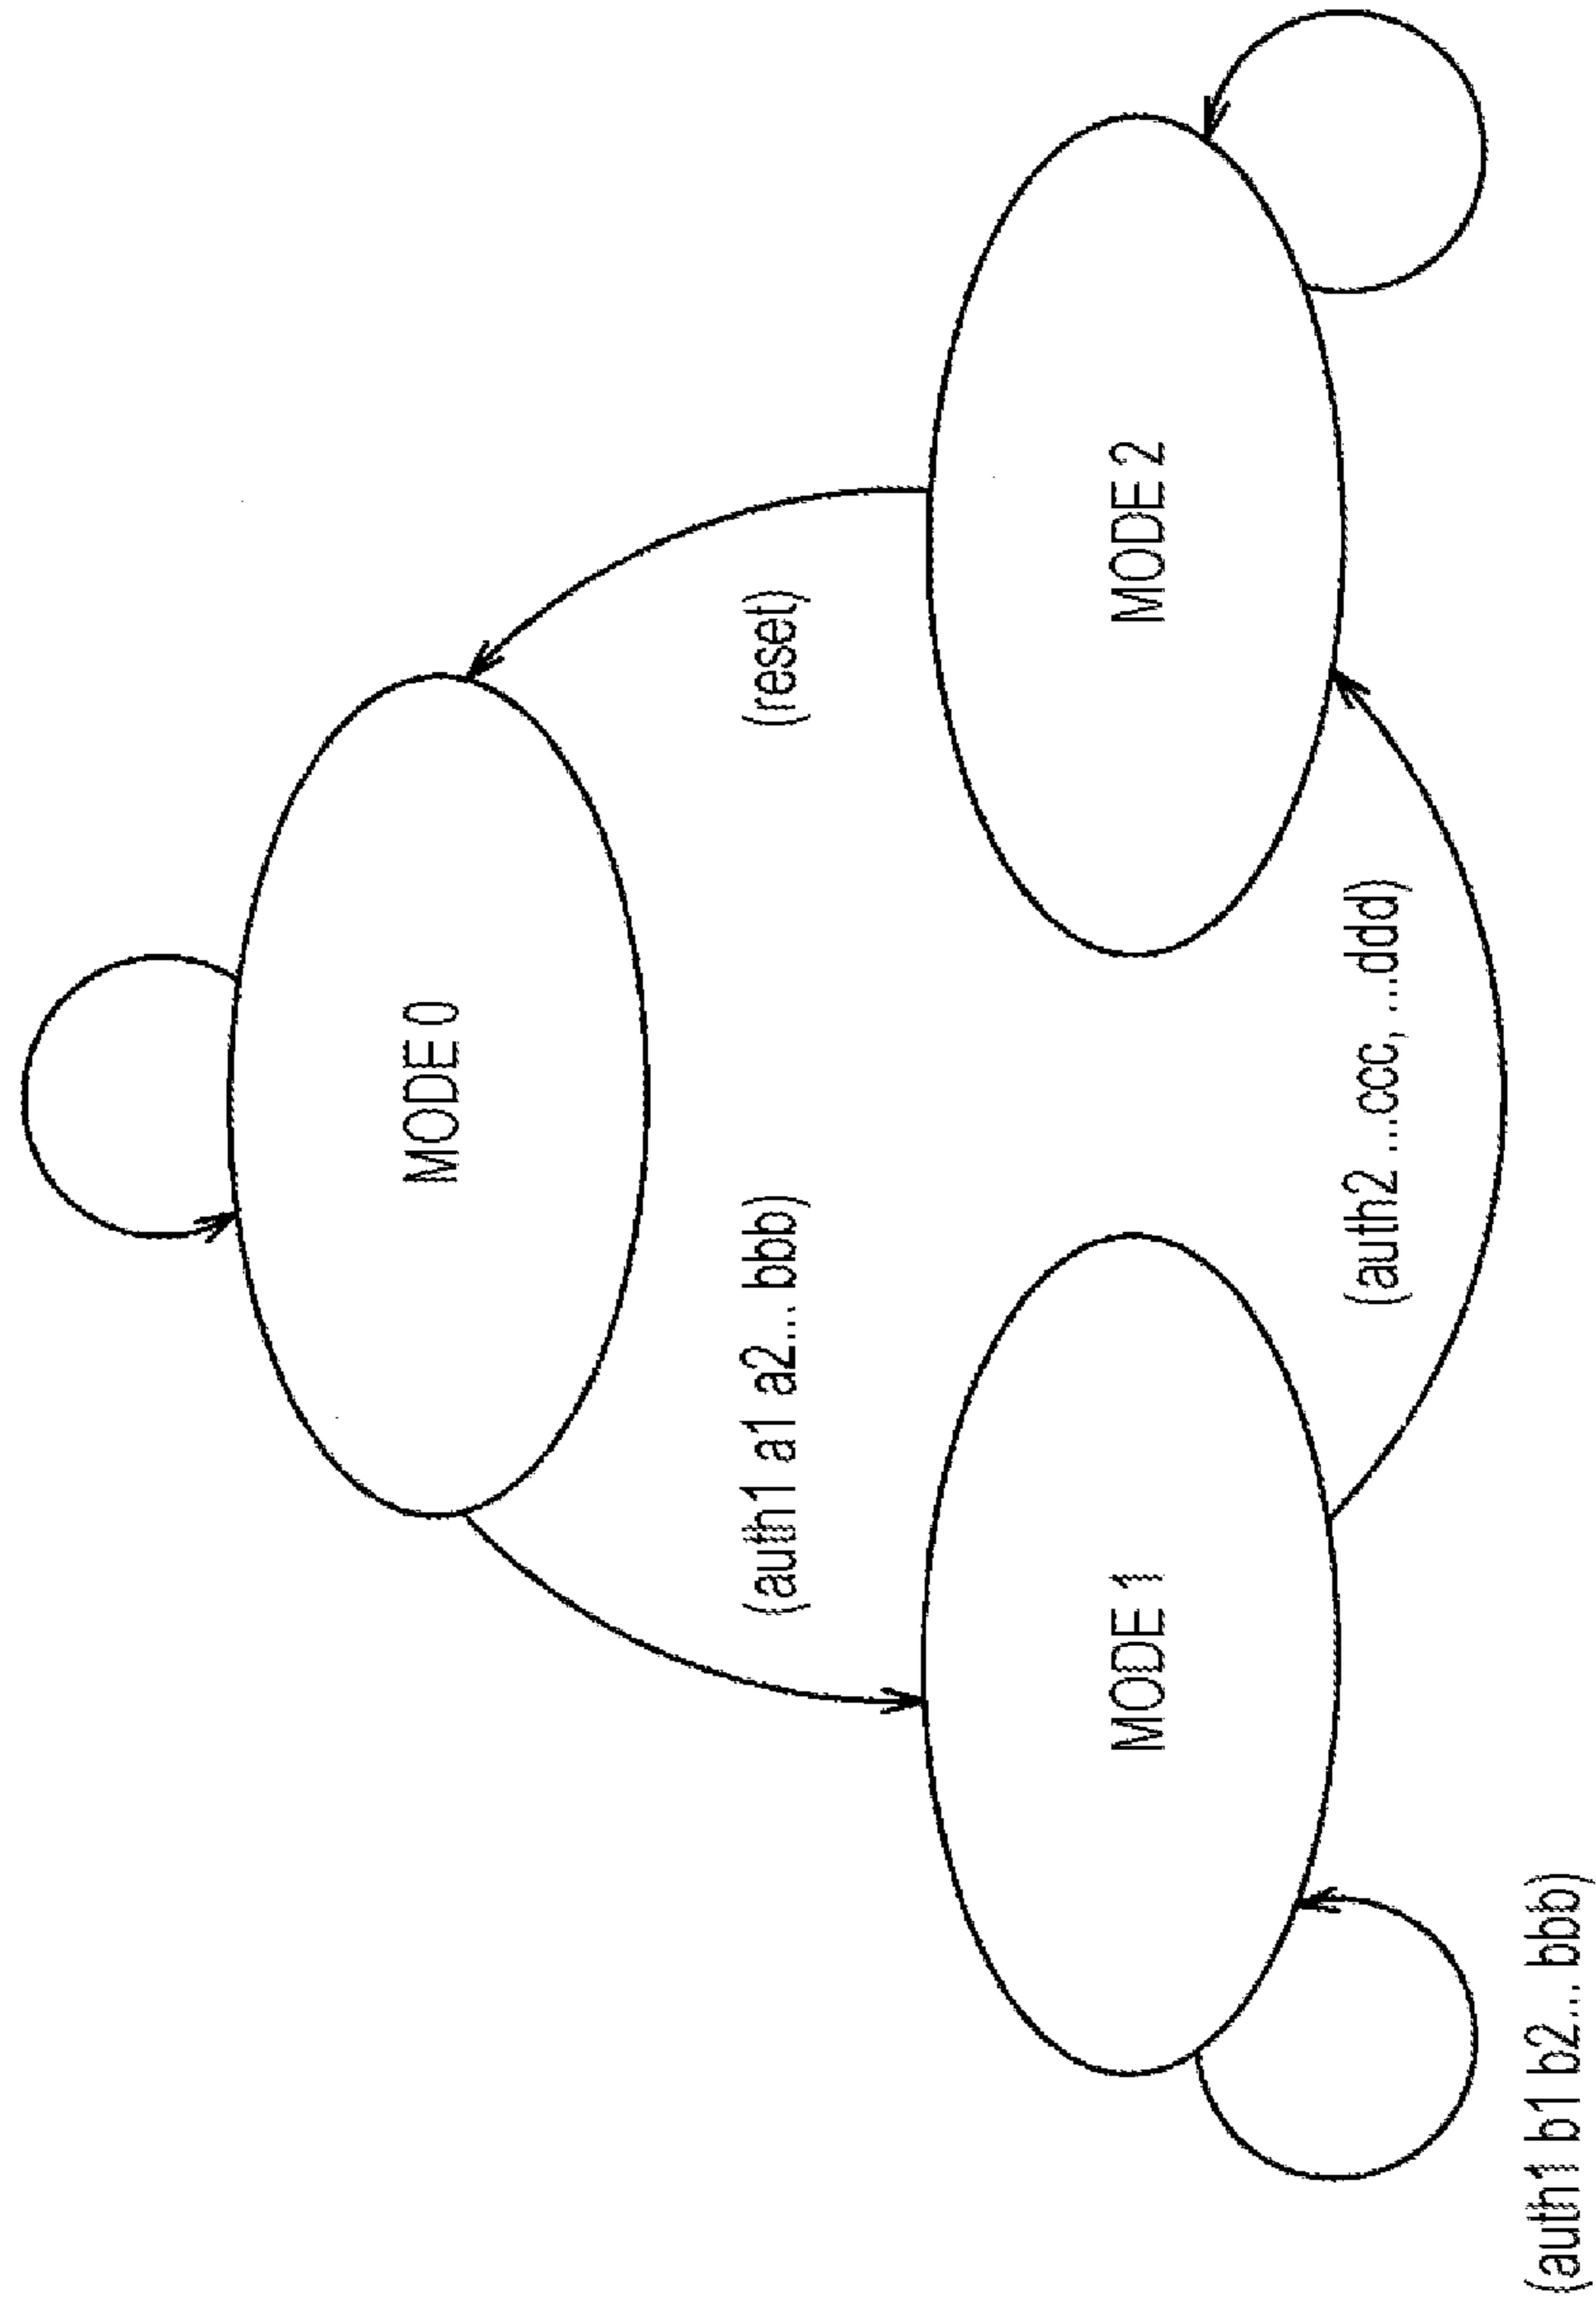 MODE 0
(auth1 a1 a2... bbb)
(reset)
MODE 1
MODE 2
(auth2 ...ccc, ...ddd)
(auth1 b1 b2... bbb)